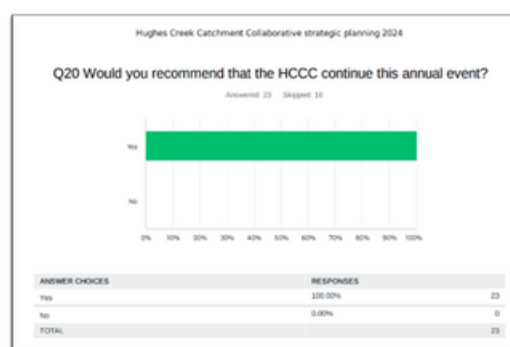 Hughes Creek Catchment Collaborative strategic planning 2024
Q20 Would you recommend that the HCCC continue this annual event?
Answered: 23 Skipped: 16
Yes
No
0% 10% 20% 30% 40% 50% 60% 70% 80% 90% 100%
ANSWER CHOICES RESPONSES
Yes 100.00% 23
No 0.00% 0
TOTAL 23